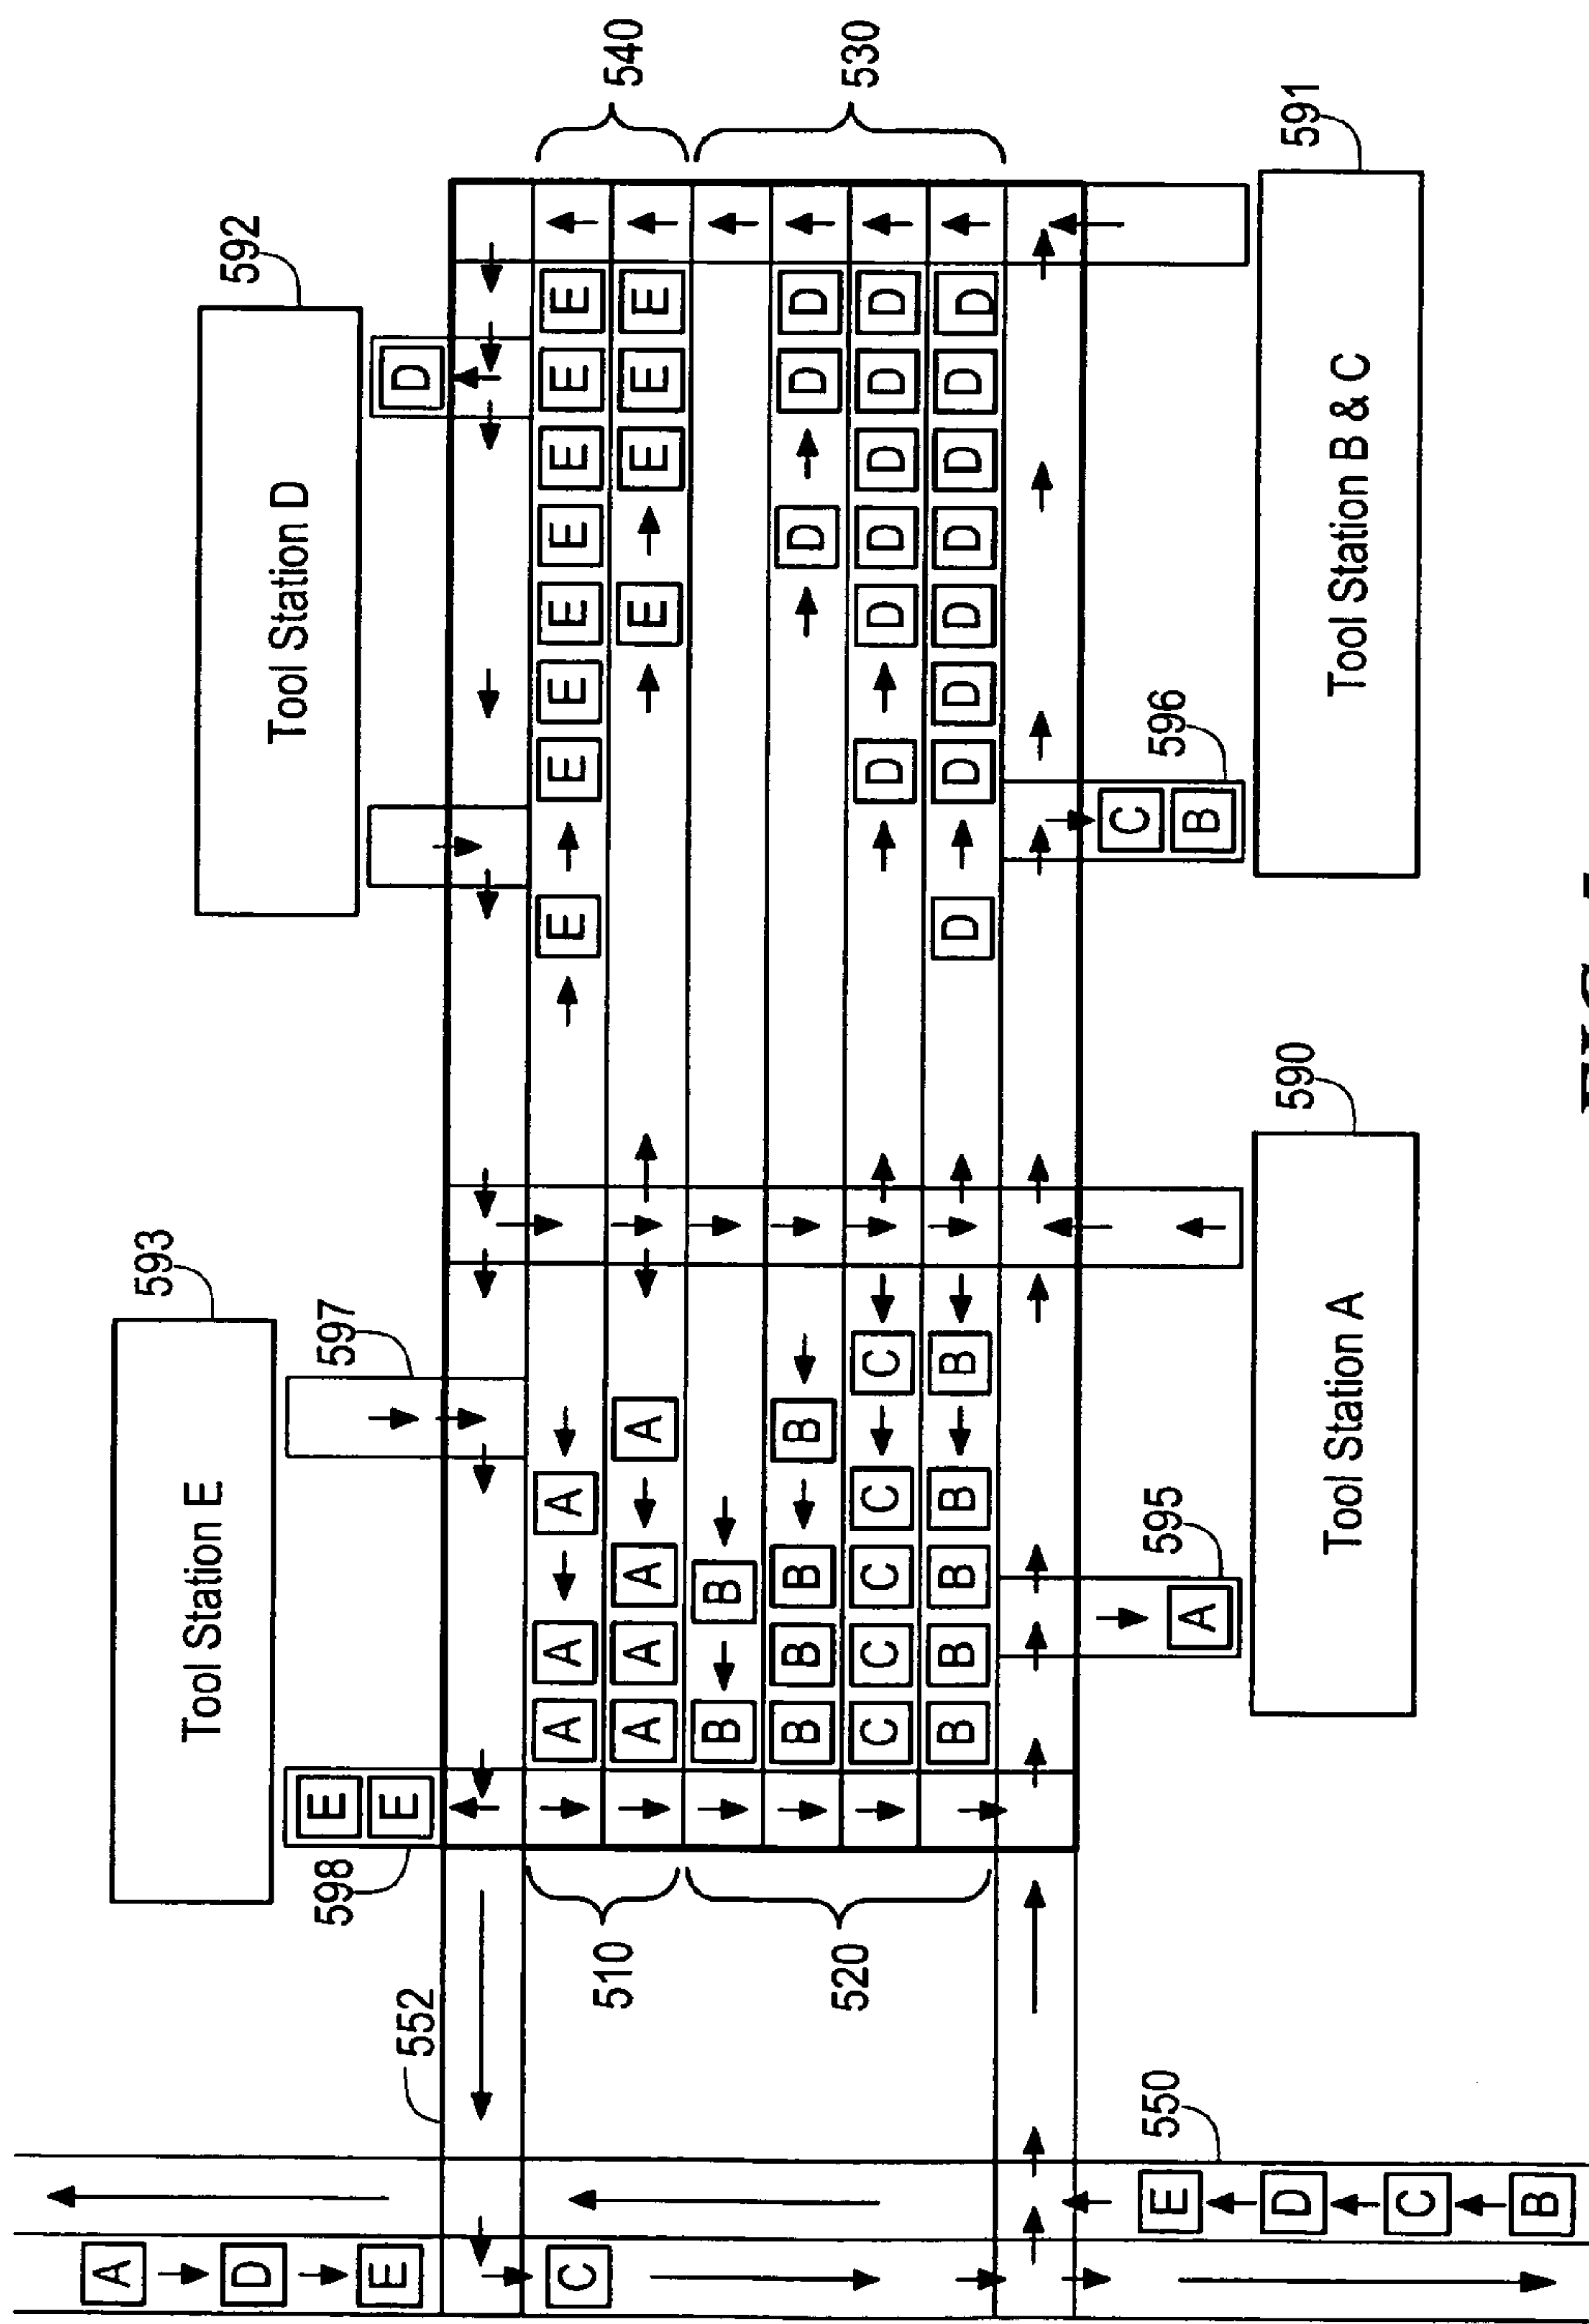 593
592
Tool Station E
Tool Station D
A
D
E
598
597
E
E
D
552
C
A A A E E E E E E E E
540
510
A A A A E E E E
B B
B B B B D D D
530
520
C C C C C D D D D D D
B B B B B D D D D D D D D
C
B
596
A
595
550
E
D
C
B
590
591
Tool Station A
Tool Station B & C